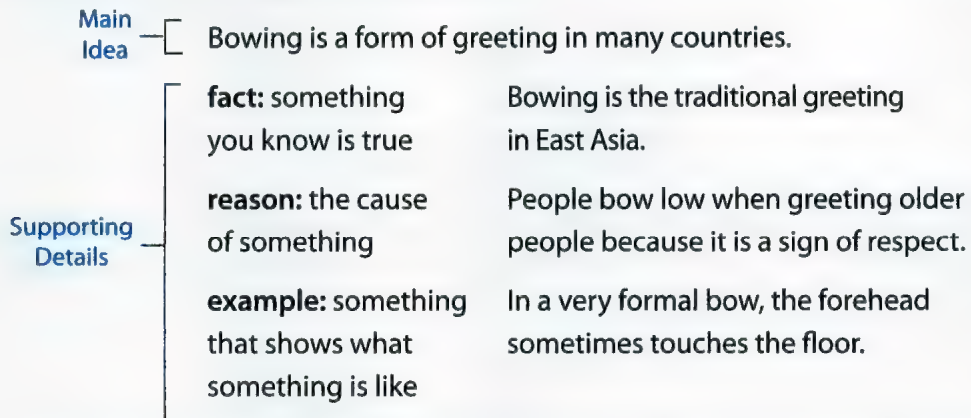 Main
Idea
Bowing is a form of greeting in many countries.
Supporting
Details
fact: something
you know is true
Bowing is the traditional greeting
in East Asia.
reason: the cause
of something
People bow low when greeting older
people because it is a sign of respect.
example: something
that shows what
something is like
In a very formal bow, the forehead
sometimes touches the floor.